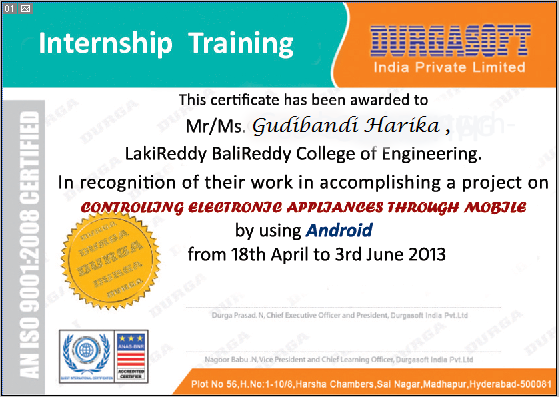 01
Internship Training
DURGASOFT
India Private Limited
This certificate has been awarded to
Mr/Ms. Gudibandi Harika ,
LakiReddy BaliReddy College of Engineering.
In recognition of their work in accomplishing a project on
CONTROLLING ELECTRONIC APPLIANCES THROUGH MOBILE
by using Android
from 18th April to 3rd June 2013
AN ISO 9001:2008 CERTIFIED
Durga Prasad. N, Chief Executive Officer and President, Durgasoft India Pvt.Ltd
Nagoor Babu .N. Vice President and Chief Learning Officer, Durgasoft India Pvt.Ltd
Plot No 56,H.No:1-10/6,Harsha Chambers,Sai Nagar,Madhapur,Hyderabad-500081